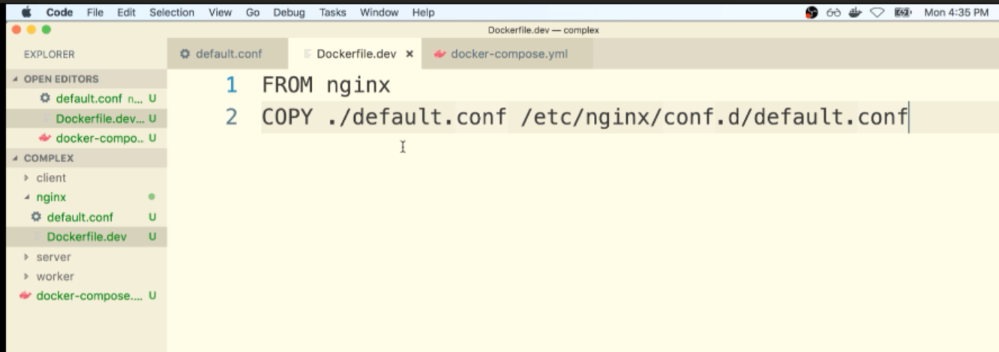 Code File Edit Selection View Go Debug Tasks Window Help Mon 4:35 PM
Dockerfile.dev — complex
EXPLORER
default.conf
Dockerfile.dev ×
docker-compose.yml
OPEN EDITORS
default.conf n... U
Dockerfile.dev... U
docker-compo... U
COMPLEX
client
nginx
default.conf U
Dockerfile.dev U
server
worker
docker-compose.... U
1 FROM nginx
2 COPY ./default.conf /etc/nginx/conf.d/default.conf